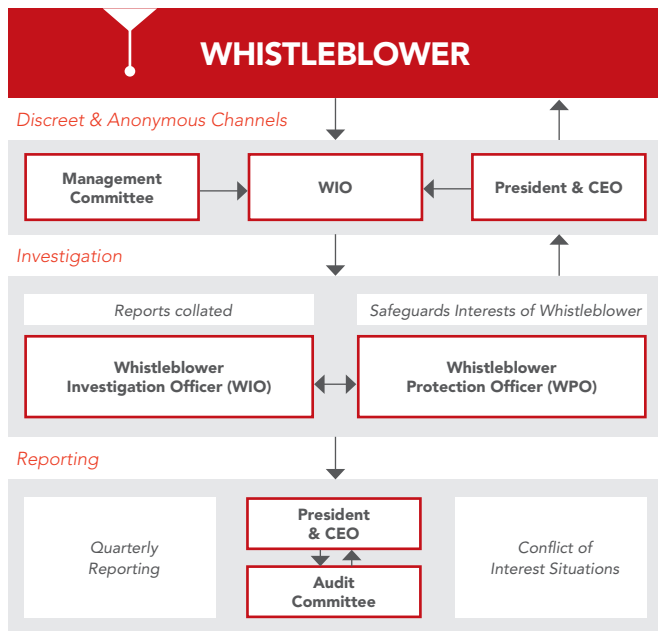 WHISTLEBLOWER
Discreet & Anonymous Channels
Management
Committee
WIO
President & CEO
Investigation
Reports collated
Safeguards Interests of Whistleblower
Whistleblower
Investigation Officer (WIO)
Whistleblower
Protection Officer (WPO)
Reporting
Quarterly
Reporting
President
& CEO
Audit
Committee
Conflict of
Interest Situations